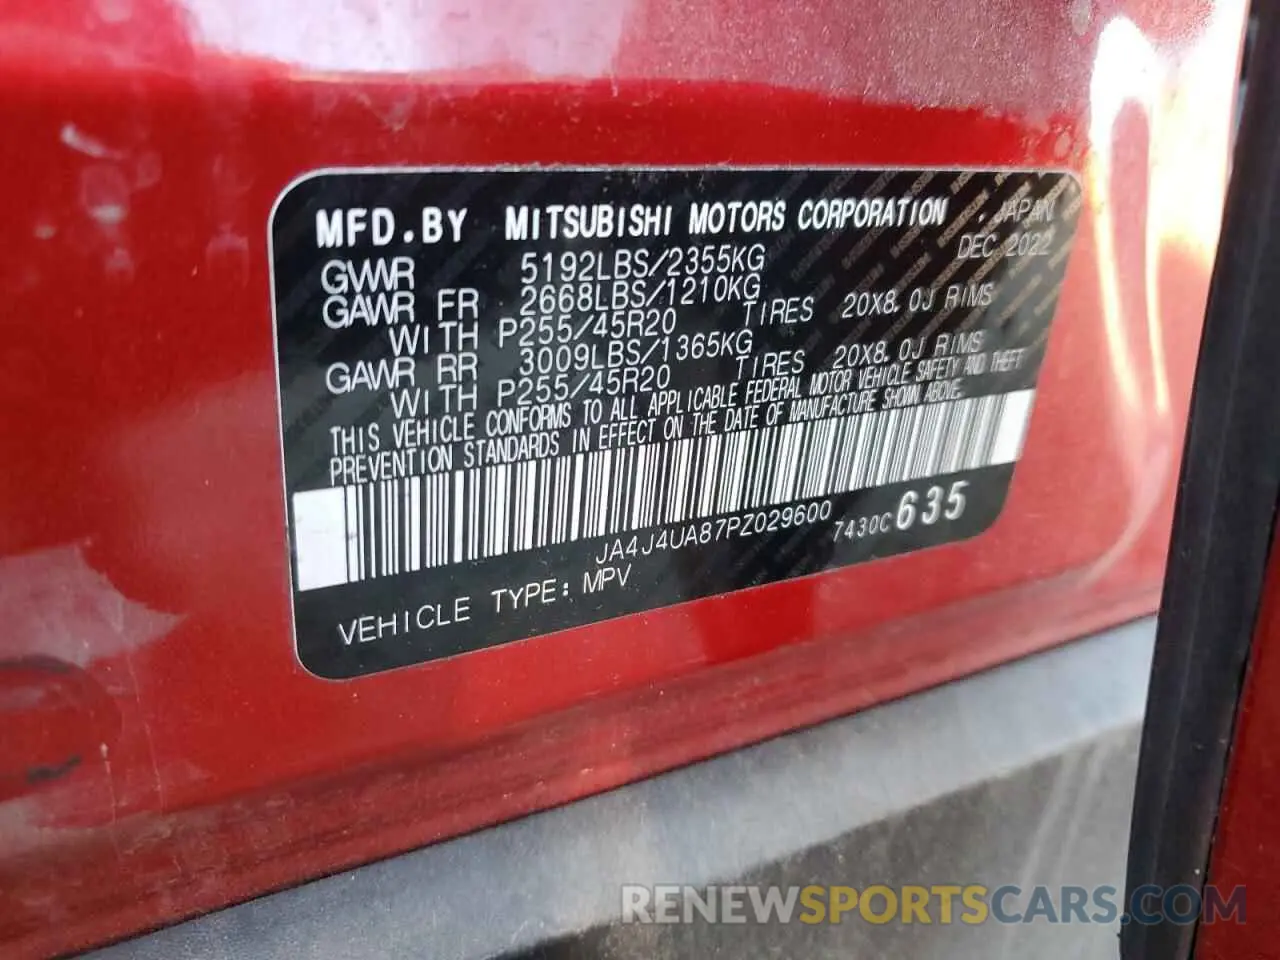 MFD.BY MITSUBISHI MOTORS CORPORATION , JAPAN
GVWR 5192LBS/2355KG DEC 2022
GAWR FR 2668LBS/1210KG
WITH P255/45R20 TIRES 20X8.0J RIMS
GAWR RR 3009LBS/1365KG
WITH P255/45R20 TIRES 20X8.0J RIMS
THIS VEHICLE CONFORMS TO ALL APPLICABLE FEDERAL MOTOR VEHICLE SAFETY AND THEFT
PREVENTION STANDARDS IN EFFECT ON THE DATE OF MANUFACTURE SHOWN ABOVE.
JA4J4UA87PZ029600 7430C 635
VEHICLE TYPE: MPV
RENEWSPORTSCARS.COM